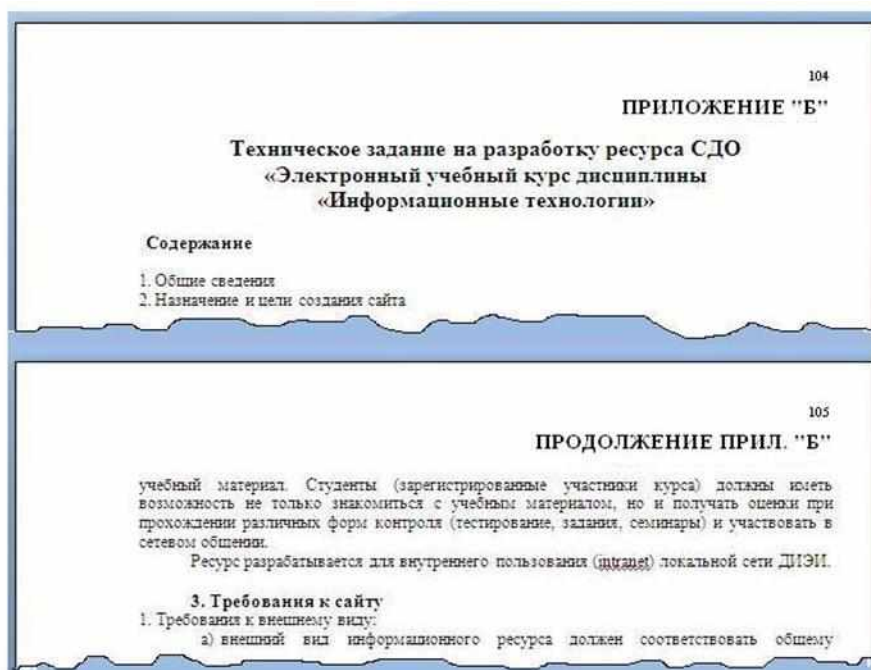 104
ПРИЛОЖЕНИЕ "Б"
Техническое задание на разработку ресурса СДО
«Электронный учебный курс дисциплины
«Информационные технологии»
Содержание
1. Общие сведения
2. Назначение и цели создания сайта
105
ПРОДОЛЖЕНИЕ ПРИЛ. "Б"
учебный материал. Студенты (зарегистрированные участники курса) должны иметь
возможность не только знакомиться с учебным материалом, но и получать оценки при
прохождении различных форм контроля (тестирование, задания, семинары) и участвовать в
сетевом общении.
Ресурс разрабатывается для внутреннего пользования (intranet) локальной сети ДИЭИ.
3. Требования к сайту
1. Требования к внешнему виду:
а) внешний вид информационного ресурса должен соответствовать общему